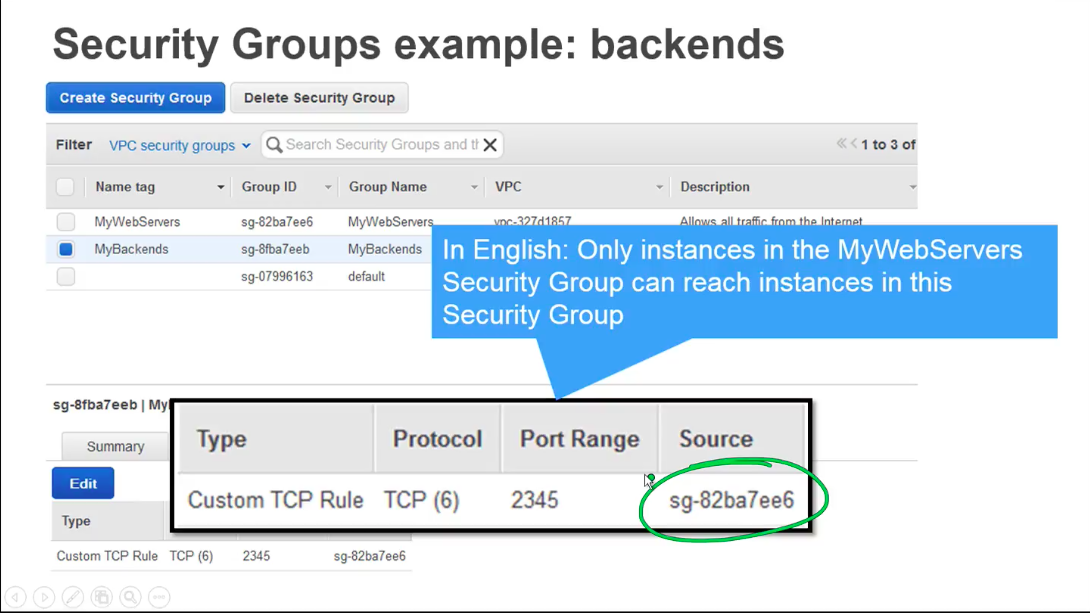 Security Groups example: backends
Create Security Group Delete Security Group
Filter VPC security groups Search Security Groups and th 1 to 3 of
Name tag Group ID Group Name VPC Description
MyWebServers sg-82ba7ee6 MyWebServers vpc-327d1857 Allows all traffic from the Internet
MyBackends sg-8fba7eeb MyBackends
sg-07996163 default
In English: Only instances in the MyWebServers
Security Group can reach instances in this
Security Group
sg-8fba7eeb | My
Summary
Edit
Type Protocol Port Range Source
Custom TCP Rule TCP (6) 2345 sg-82ba7ee6
Type
Custom TCP Rule TCP (6) 2345 sg-82ba7ee6